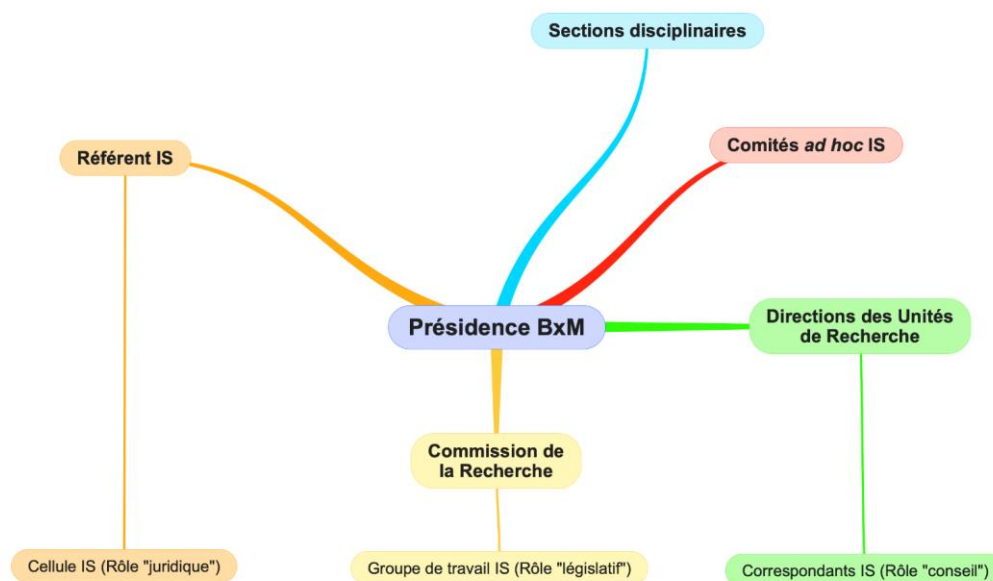 Sections disciplinaires
Comités ad hoc IS
Référent IS
Présidence BxM
Directions des Unités
de Recherche
Commission de
la Recherche
Cellule IS (Rôle "juridique")
Groupe de travail IS (Rôle "législatif")
Correspondants IS (Rôle "conseil")